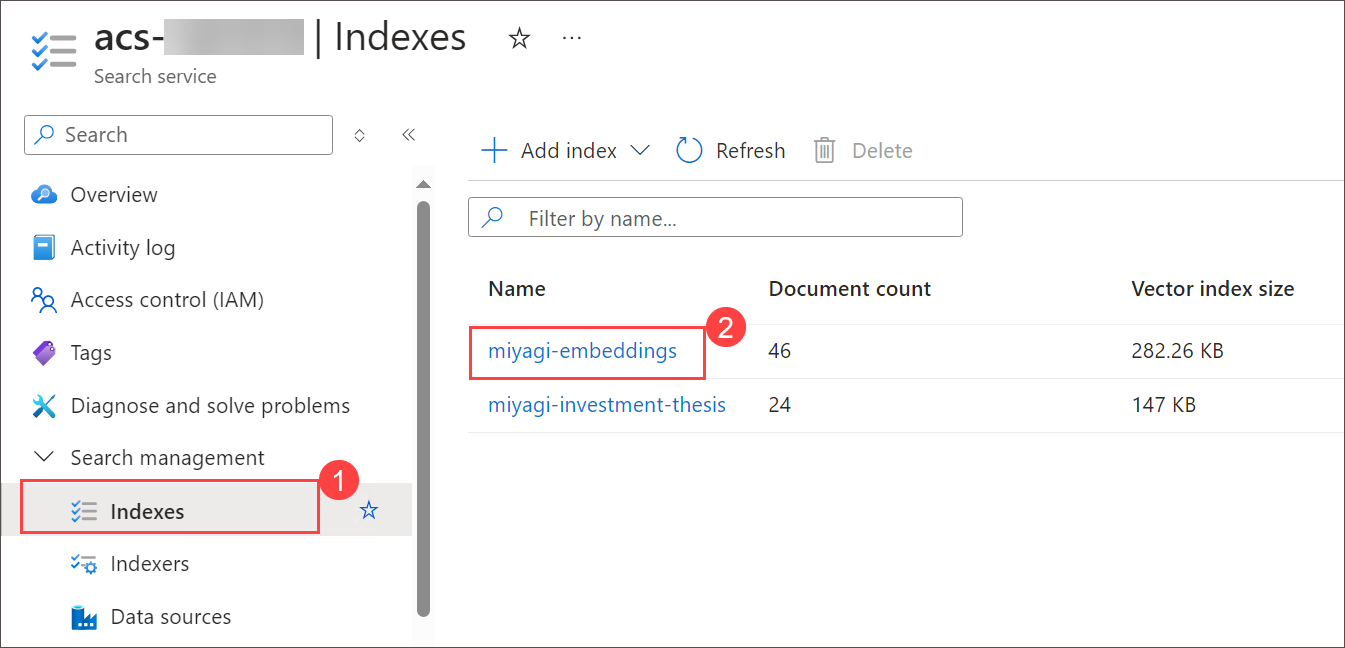 acs- | Indexes
Search service
Search
Overview
Activity log
Access control (IAM)
Tags
Diagnose and solve problems
Search management
1
Indexes
Indexers
Data sources
Add index
Refresh
Delete
Filter by name...
Name Document count Vector index size
2
miyagi-embeddings 46 282.26 KB
miyagi-investment-thesis 24 147 KB